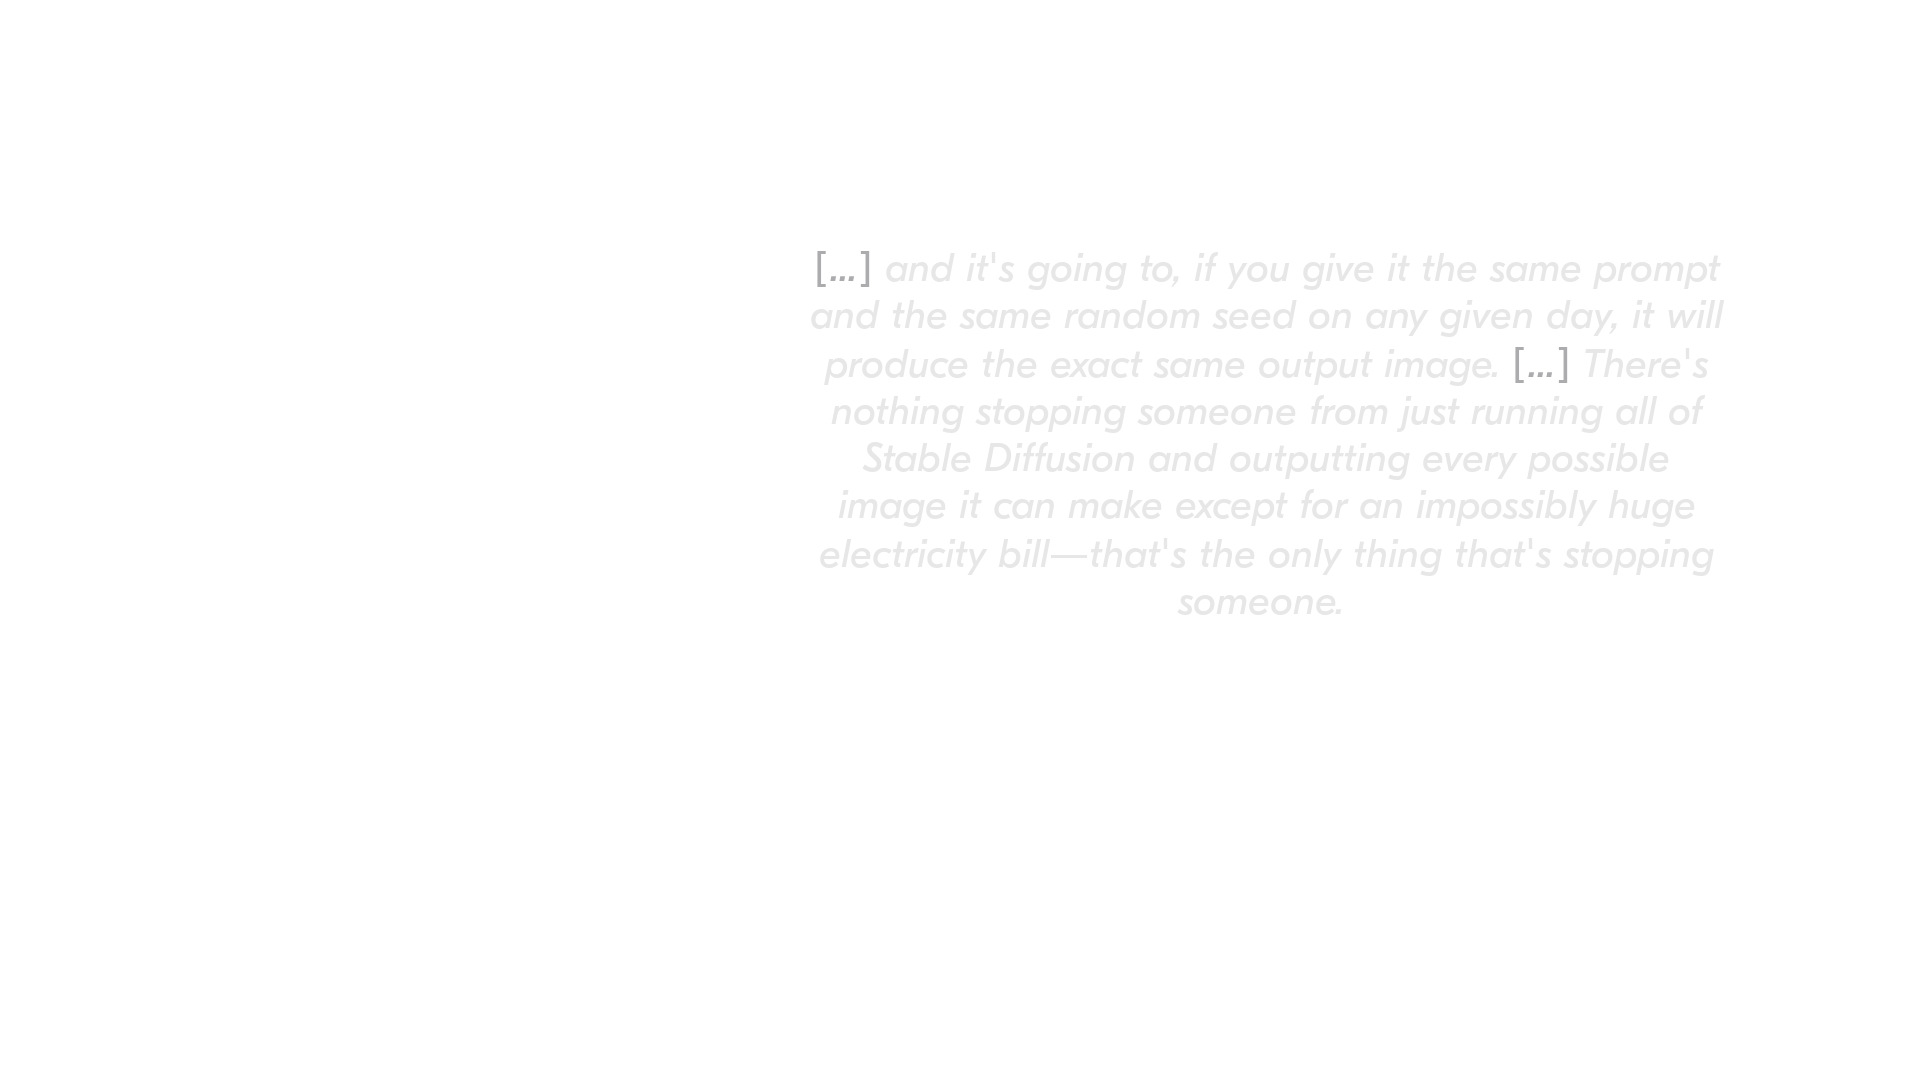 [...] and it's going to, if you give it the same prompt
and the same random seed on any given day, it will
produce the exact same output image. [...] There's
nothing stopping someone from just running all of
Stable Diffusion and outputting every possible
image it can make except for an impossibly huge
electricity bill—that's the only thing that's stopping
someone.